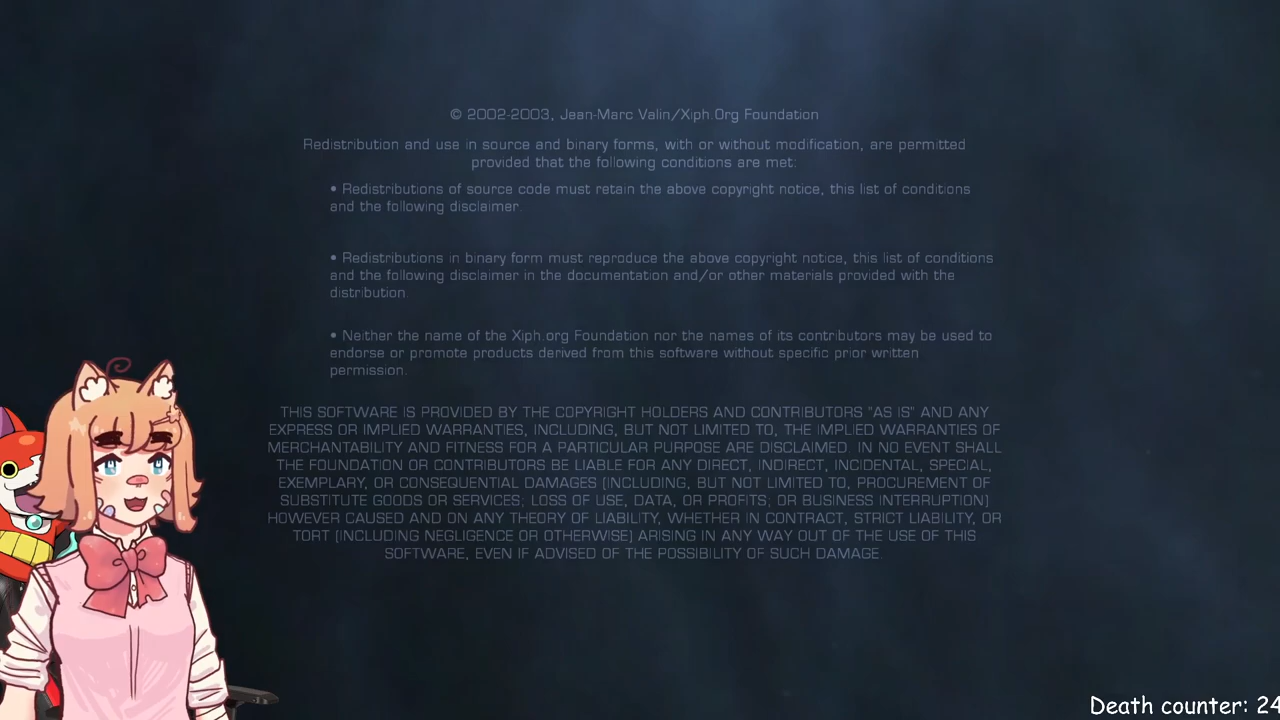 © 2002-2003, Jean-Marc Valin/Xiph.Org Foundation
Redistribution and use in source and binary forms, with or without modification, are permitted
provided that the following conditions are met:
• Redistributions of source code must retain the above copyright notice, this list of conditions
and the following disclaimer.
• Redistributions in binary form must reproduce the above copyright notice, this list of conditions
and the following disclaimer in the documentation and/or other materials provided with the
distribution.
• Neither the name of the Xiph.org Foundation nor the names of its contributors may be used to
endorse or promote products derived from this software without specific prior written
permission.
THIS SOFTWARE IS PROVIDED BY THE COPYRIGHT HOLDERS AND CONTRIBUTORS "AS IS" AND ANY
EXPRESS OR IMPLIED WARRANTIES, INCLUDING, BUT NOT LIMITED TO, THE IMPLIED WARRANTIES OF
MERCHANTABILITY AND FITNESS FOR A PARTICULAR PURPOSE ARE DISCLAIMED. IN NO EVENT SHALL
THE FOUNDATION OR CONTRIBUTORS BE LIABLE FOR ANY DIRECT, INDIRECT, INCIDENTAL, SPECIAL,
EXEMPLARY, OR CONSEQUENTIAL DAMAGES (INCLUDING, BUT NOT LIMITED TO, PROCUREMENT OF
SUBSTITUTE GOODS OR SERVICES; LOSS OF USE, DATA, OR PROFITS; OR BUSINESS INTERRUPTION)
HOWEVER CAUSED AND ON ANY THEORY OF LIABILITY, WHETHER IN CONTRACT, STRICT LIABILITY, OR
TORT (INCLUDING NEGLIGENCE OR OTHERWISE) ARISING IN ANY WAY OUT OF THE USE OF THIS
SOFTWARE, EVEN IF ADVISED OF THE POSSIBILITY OF SUCH DAMAGE.
Death counter: 24